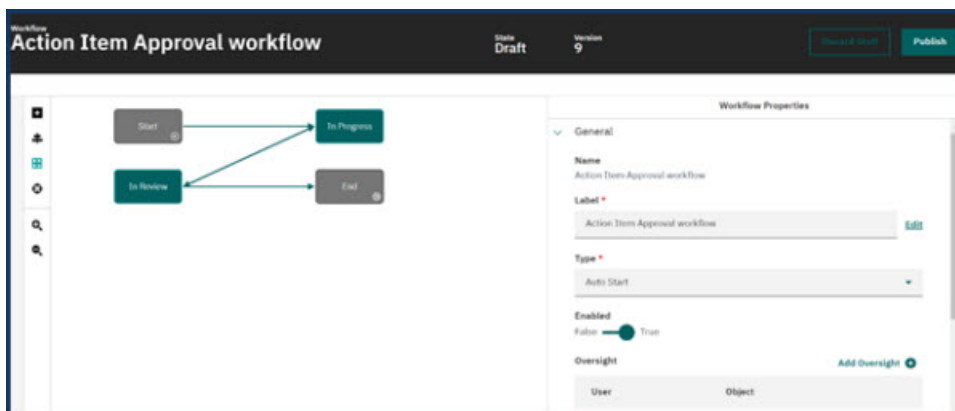 Workflow
Action Item Approval workflow
State
Draft
Version
9
Discard Draft
Publish
Start
In Progress
In Review
End
Workflow Properties
General
Name
Action Item Approval workflow
Label *
Action Item Approval workflow
Edit
Type *
Auto Start
Enabled
False
True
Oversight
Add Oversight
User
Object